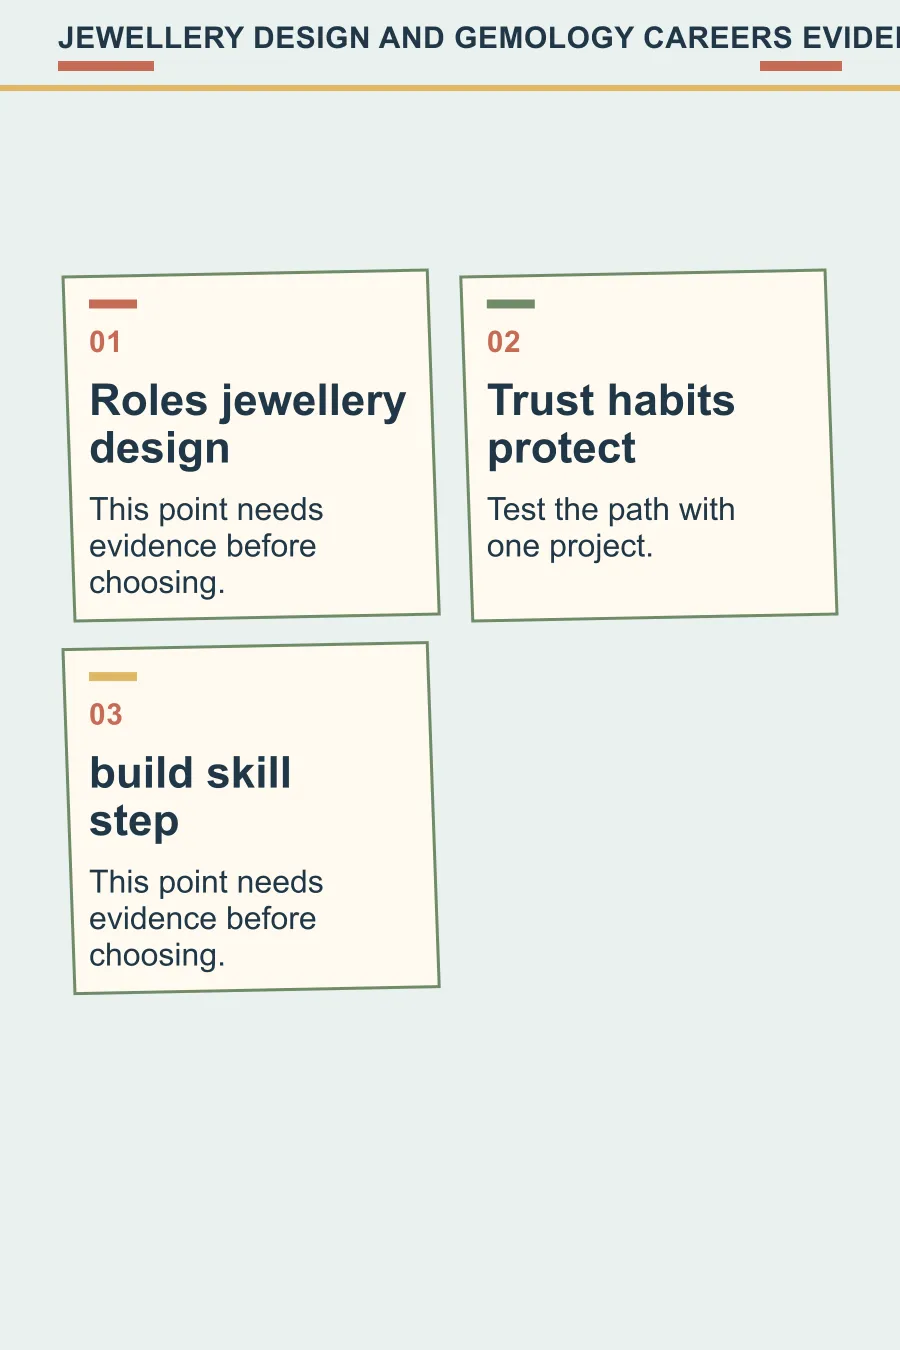 JEWELLERY DESIGN AND GEMOLOGY CAREERS
01
Roles jewellery
design
This point needs
evidence before
choosing.
02
Trust habits
protect
Test the path with
one project.
03
build skill
step
This point needs
evidence before
choosing.